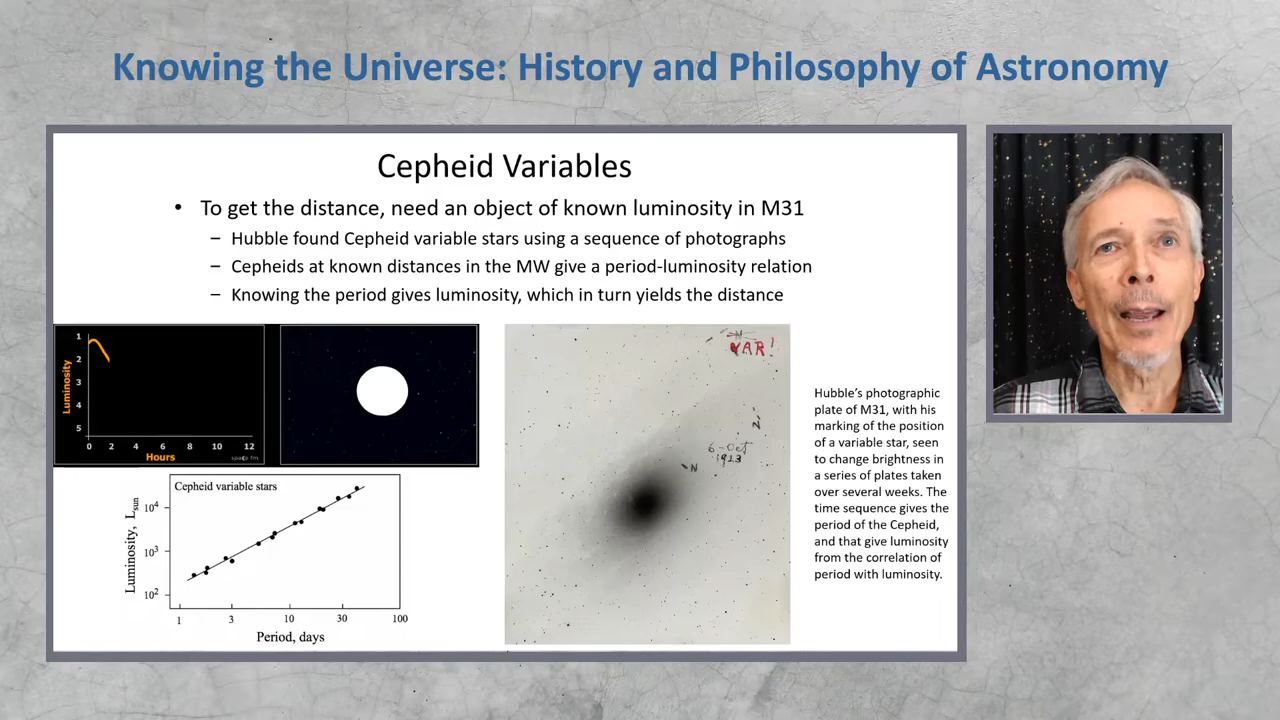 Knowing the Universe: History and Philosophy of Astronomy
Cepheid Variables
• To get the distance, need an object of known luminosity in M31
– Hubble found Cepheid variable stars using a sequence of photographs
– Cepheids at known distances in the MW give a period-luminosity relation
– Knowing the period gives luminosity, which in turn yields the distance
Luminosity
1
2
3
4
5
0 2 4 6 8 10 12
Hours
space fm
Cepheid variable stars
Luminosity, L_sun
10⁴
10³
10²
1 3 10 30 100
Period, days
N
VAR!
N
6-Oct
1923
N
Hubble's photographic
plate of M31, with his
marking of the position
of a variable star, seen
to change brightness in
a series of plates taken
over several weeks. The
time sequence gives the
period of the Cepheid,
and that give luminosity
from the correlation of
period with luminosity.